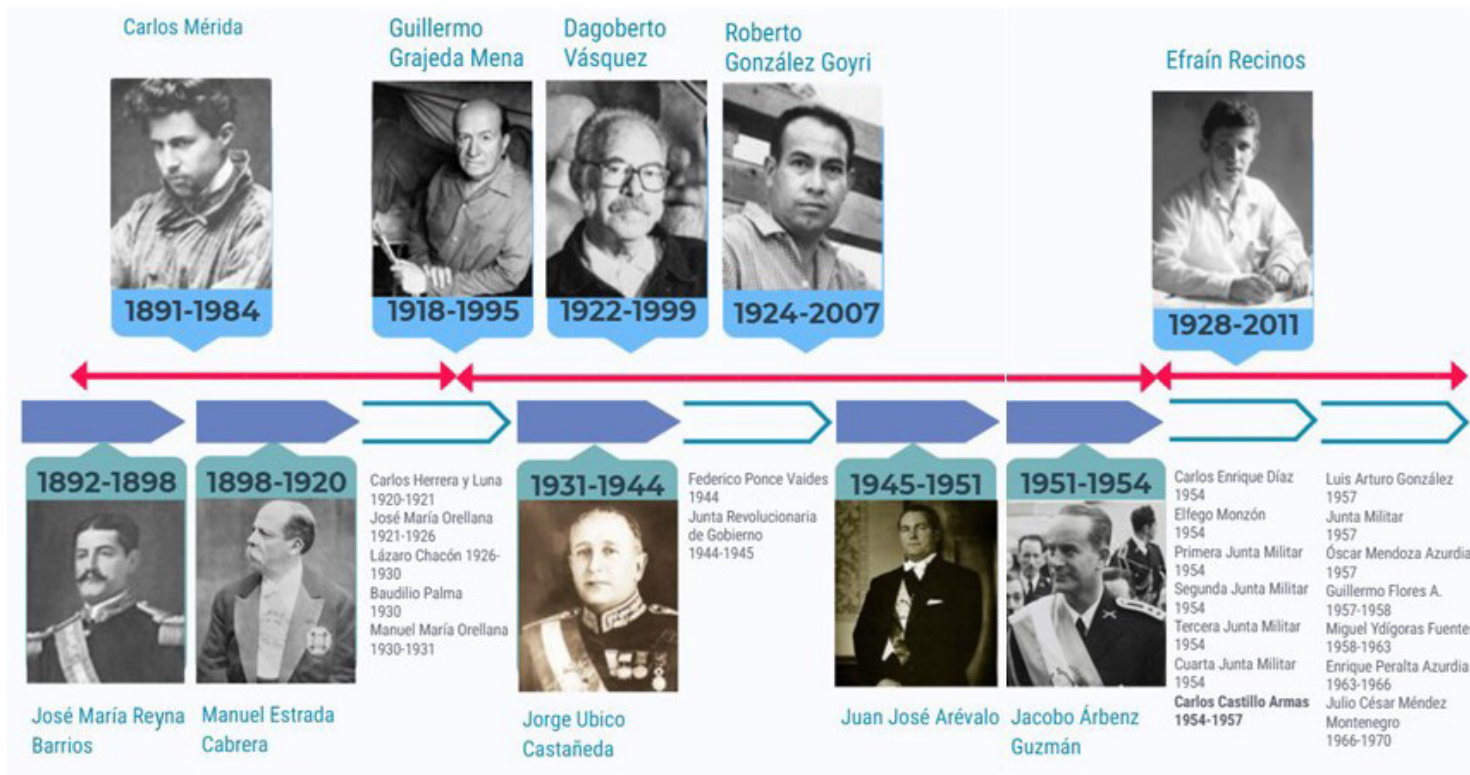 Carlos Mérida
Guillermo
Grajeda Mena
Dagoberto
Vásquez
Roberto
González Goyri
Efraín Recinos
1891-1984
1918-1995
1922-1999
1924-2007
1928-2011
1892-1898
José María Reyna
Barrios
1898-1920
Manuel Estrada
Cabrera
Carlos Herrera y Luna
1920-1921
José María Orellana
1921-1926
Lázaro Chacón 1926-
1930
Baudilio Palma
1930
Manuel María Orellana
1930-1931
1931-1944
Jorge Ubico
Castañeda
Federico Ponce Vaides
1944
Junta Revolucionaria
de Gobierno
1944-1945
1945-1951
Juan José Arévalo
1951-1954
Jacobo Árbenz
Guzmán
Carlos Enrique Díaz
1954
Elfego Monzón
1954
Primera Junta Militar
1954
Segunda Junta Militar
1954
Tercera Junta Militar
1954
Cuarta Junta Militar
1954
Carlos Castillo Armas
1954-1957
Luis Arturo González
1957
Junta Militar
1957
Óscar Mendoza Azurdia
1957
Guillermo Flores A.
1957-1958
Miguel Ydígoras Fuente
1958-1963
Enrique Peralta Azurdia
1963-1966
Julio César Méndez
Montenegro
1966-1970